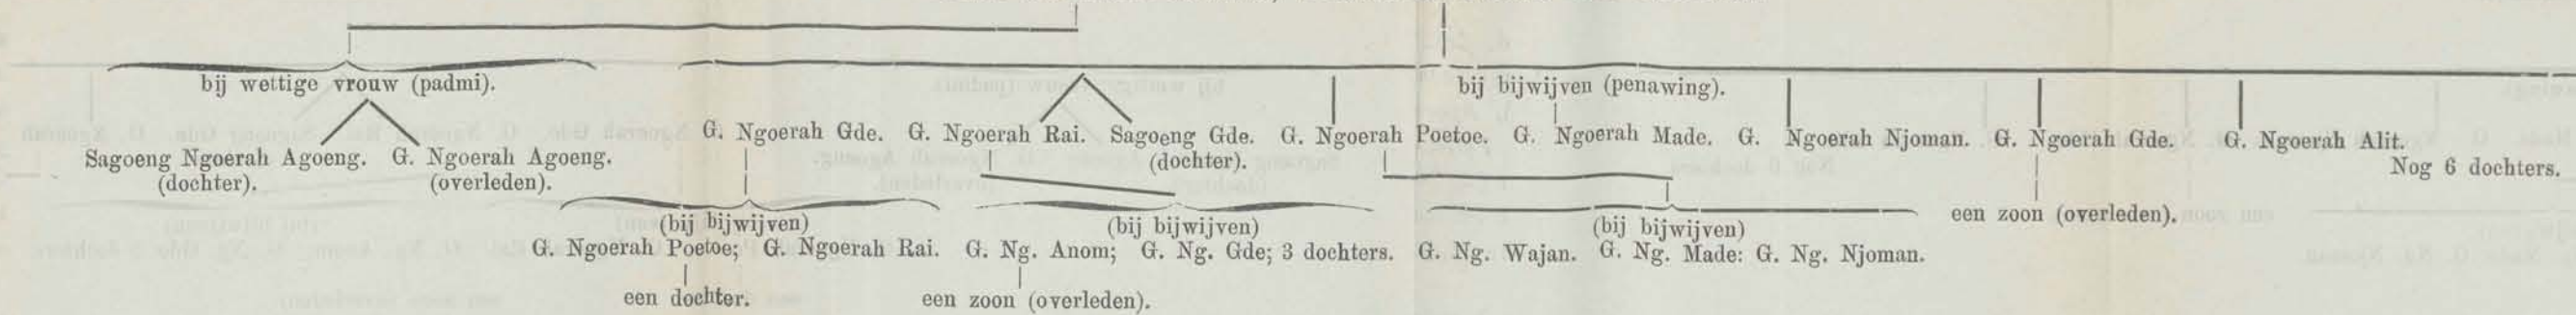 bij wettige vrouw (padmi).
bij bijwijven (penawing).
G. Ngoerah Gde. G. Ngoerah Rai. Sagoeng Gde. G. Ngoerah Poetoe. G. Ngoerah Made. G. Ngoerah Njoman. G. Ngoerah Gde. G. Ngoerah Alit.
(dochter).
Nog 6 dochters.
Sagoeng Ngoerah Agoeng. G. Ngoerah Agoeng.
(dochter). (overleden).
een zoon (overleden).
(bij bijwijven) (bij bijwijven) (bij bijwijven)
G. Ngoerah Poetoe; G. Ngoerah Rai. G. Ng. Anom; G. Ng. Gde; 3 dochters. G. Ng. Wajan. G. Ng. Made: G. Ng. Njoman.
een dochter. een zoon (overleden).